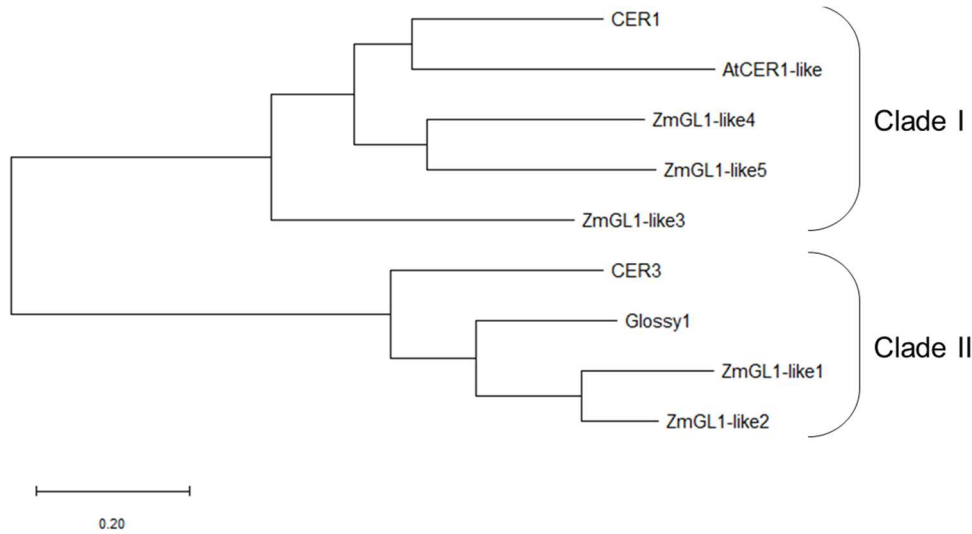 CER1
AtCER1-like
ZmGL1-like4
Clade I
ZmGL1-like5
ZmGL1-like3
CER3
Glossy1
Clade II
ZmGL1-like1
ZmGL1-like2
0.20